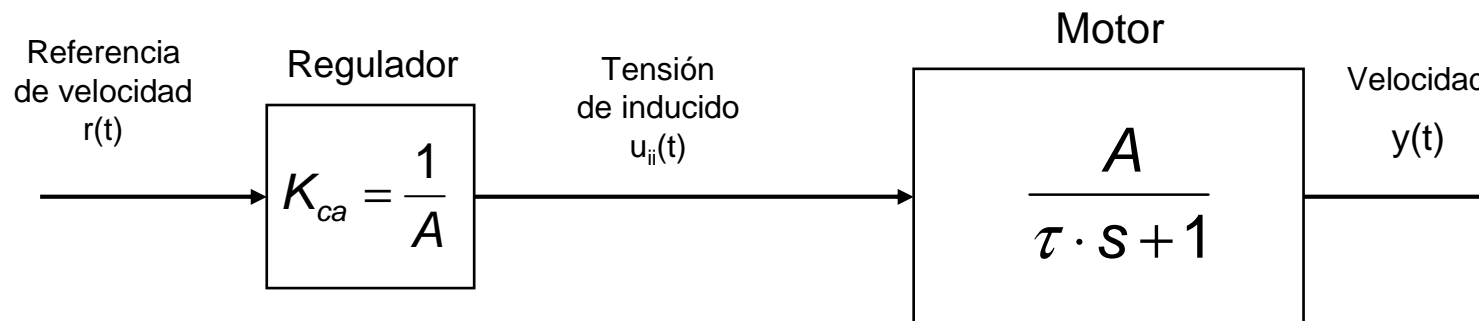 Referencia
de velocidad
r(t)
Regulador
K_ca = 1/A
Tensión
de inducido
u_ii(t)
Motor
A
τ · s + 1
Velocidad
y(t)